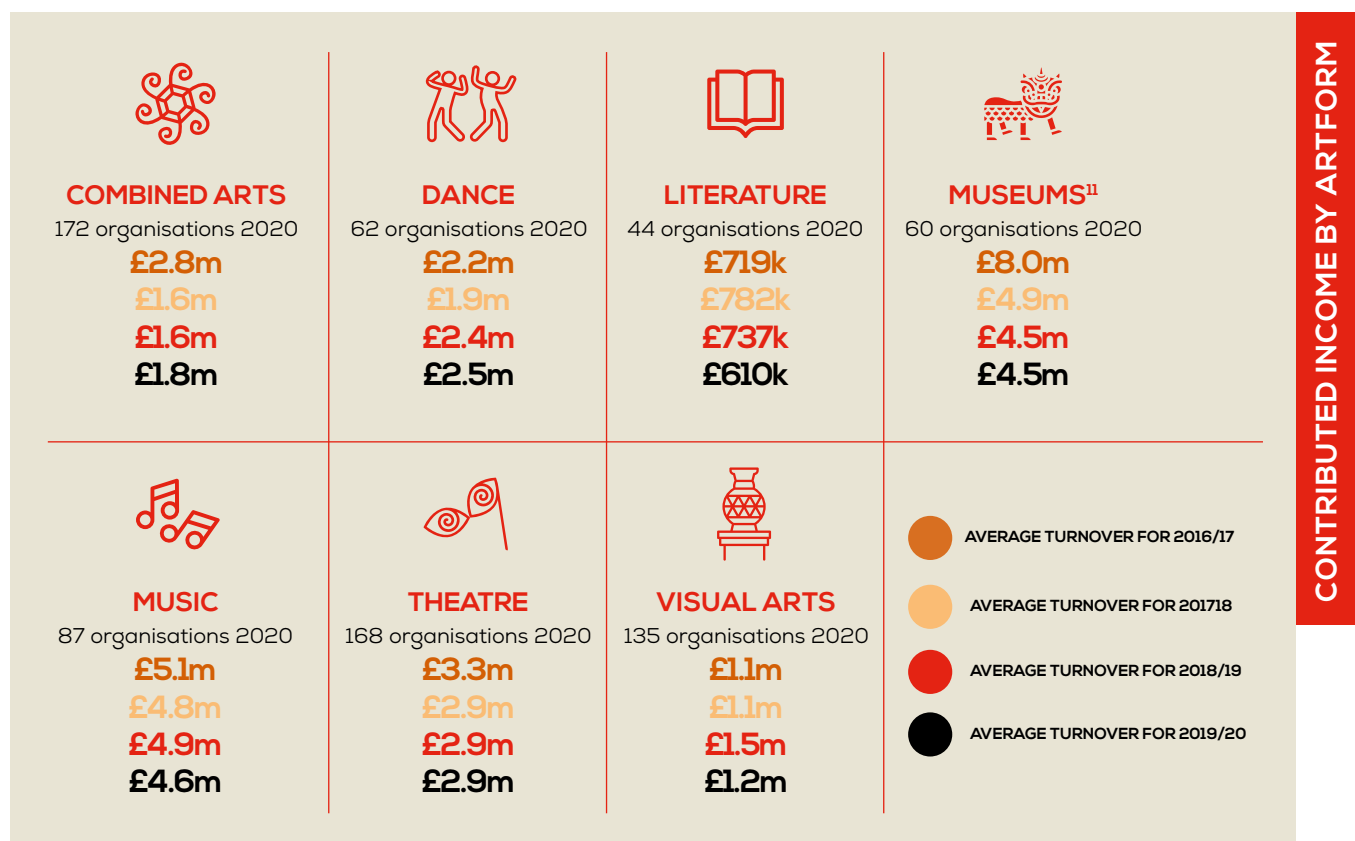 CONTRIBUTED INCOME BY ARTFORM
COMBINED ARTS
172 organisations 2020
£2.8m
£1.6m
£1.6m
£1.8m
DANCE
62 organisations 2020
£2.2m
£1.9m
£2.4m
£2.5m
LITERATURE
44 organisations 2020
£719k
£782k
£737k
£610k
MUSEUMS¹¹
60 organisations 2020
£8.0m
£4.9m
£4.5m
£4.5m
MUSIC
87 organisations 2020
£5.1m
£4.8m
£4.9m
£4.6m
THEATRE
168 organisations 2020
£3.3m
£2.9m
£2.9m
£2.9m
VISUAL ARTS
135 organisations 2020
£1.1m
£1.1m
£1.5m
£1.2m
AVERAGE TURNOVER FOR 2016/17
AVERAGE TURNOVER FOR 201718
AVERAGE TURNOVER FOR 2018/19
AVERAGE TURNOVER FOR 2019/20